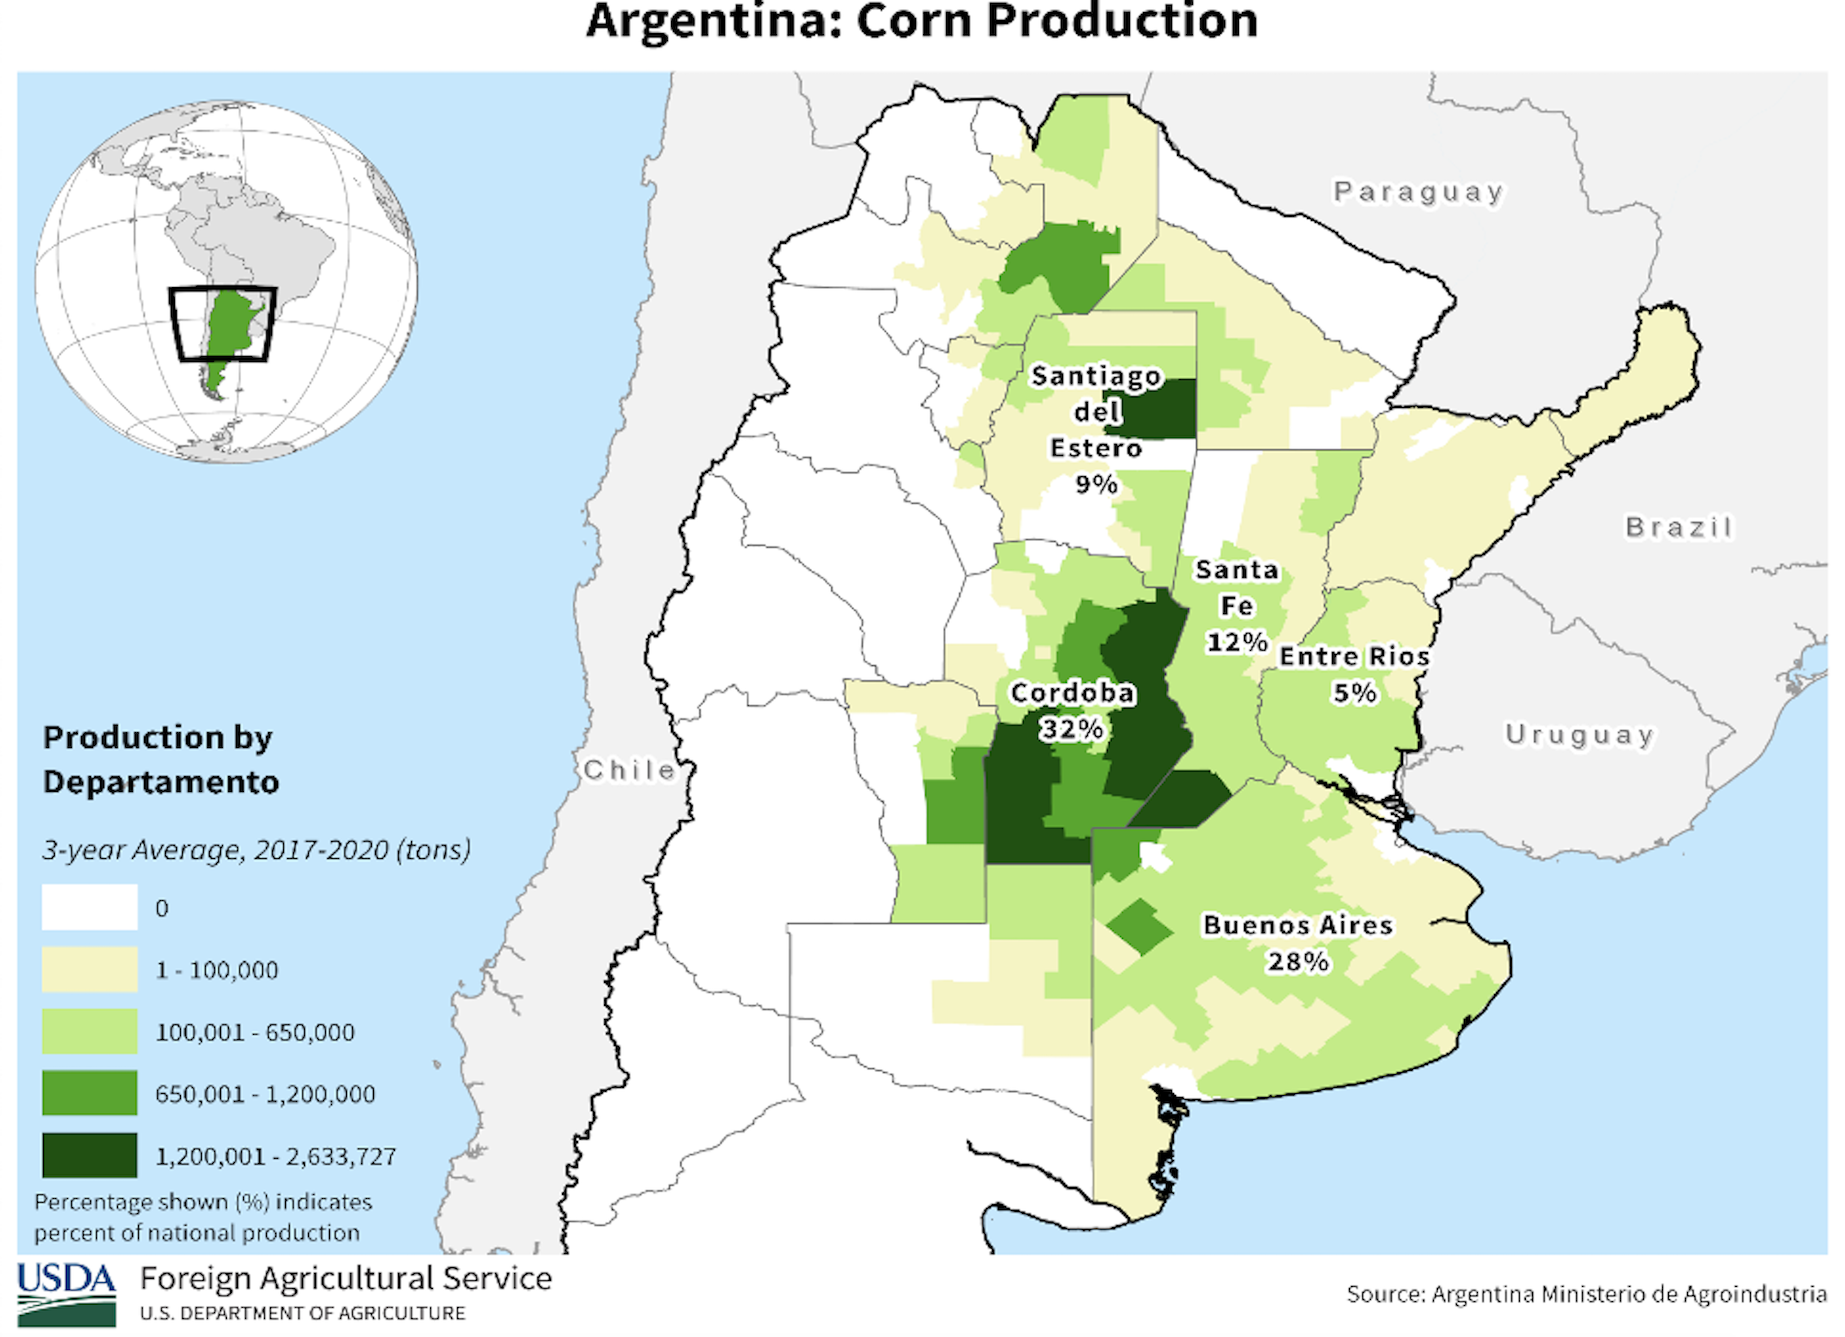 Argentina: Corn Production
Paraguay
Santiago
del
Estero
9%
Brazil
Santa
Fe
12%
Entre Rios
5%
Cordoba
32%
Uruguay
Chile
Buenos Aires
28%
Production by
Departamento
3-year Average, 2017-2020 (tons)
0
1 - 100,000
100,001 - 650,000
650,001 - 1,200,000
1,200,001 - 2,633,727
Percentage shown (%) indicates
percent of national production
USDA
Foreign Agricultural Service
U.S. DEPARTMENT OF AGRICULTURE
Source: Argentina Ministerio de Agroindustria